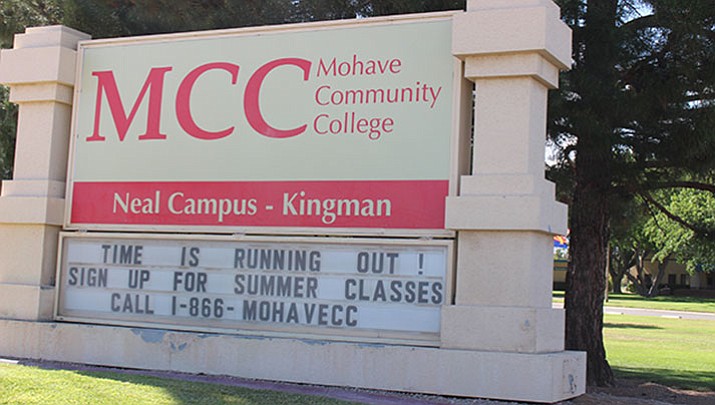 MCC
Mohave
Community
College
Neal Campus - Kingman
TIME IS RUNNING OUT !
SIGN UP FOR SUMMER CLASSES
CALL 1-866-MOHAVECC